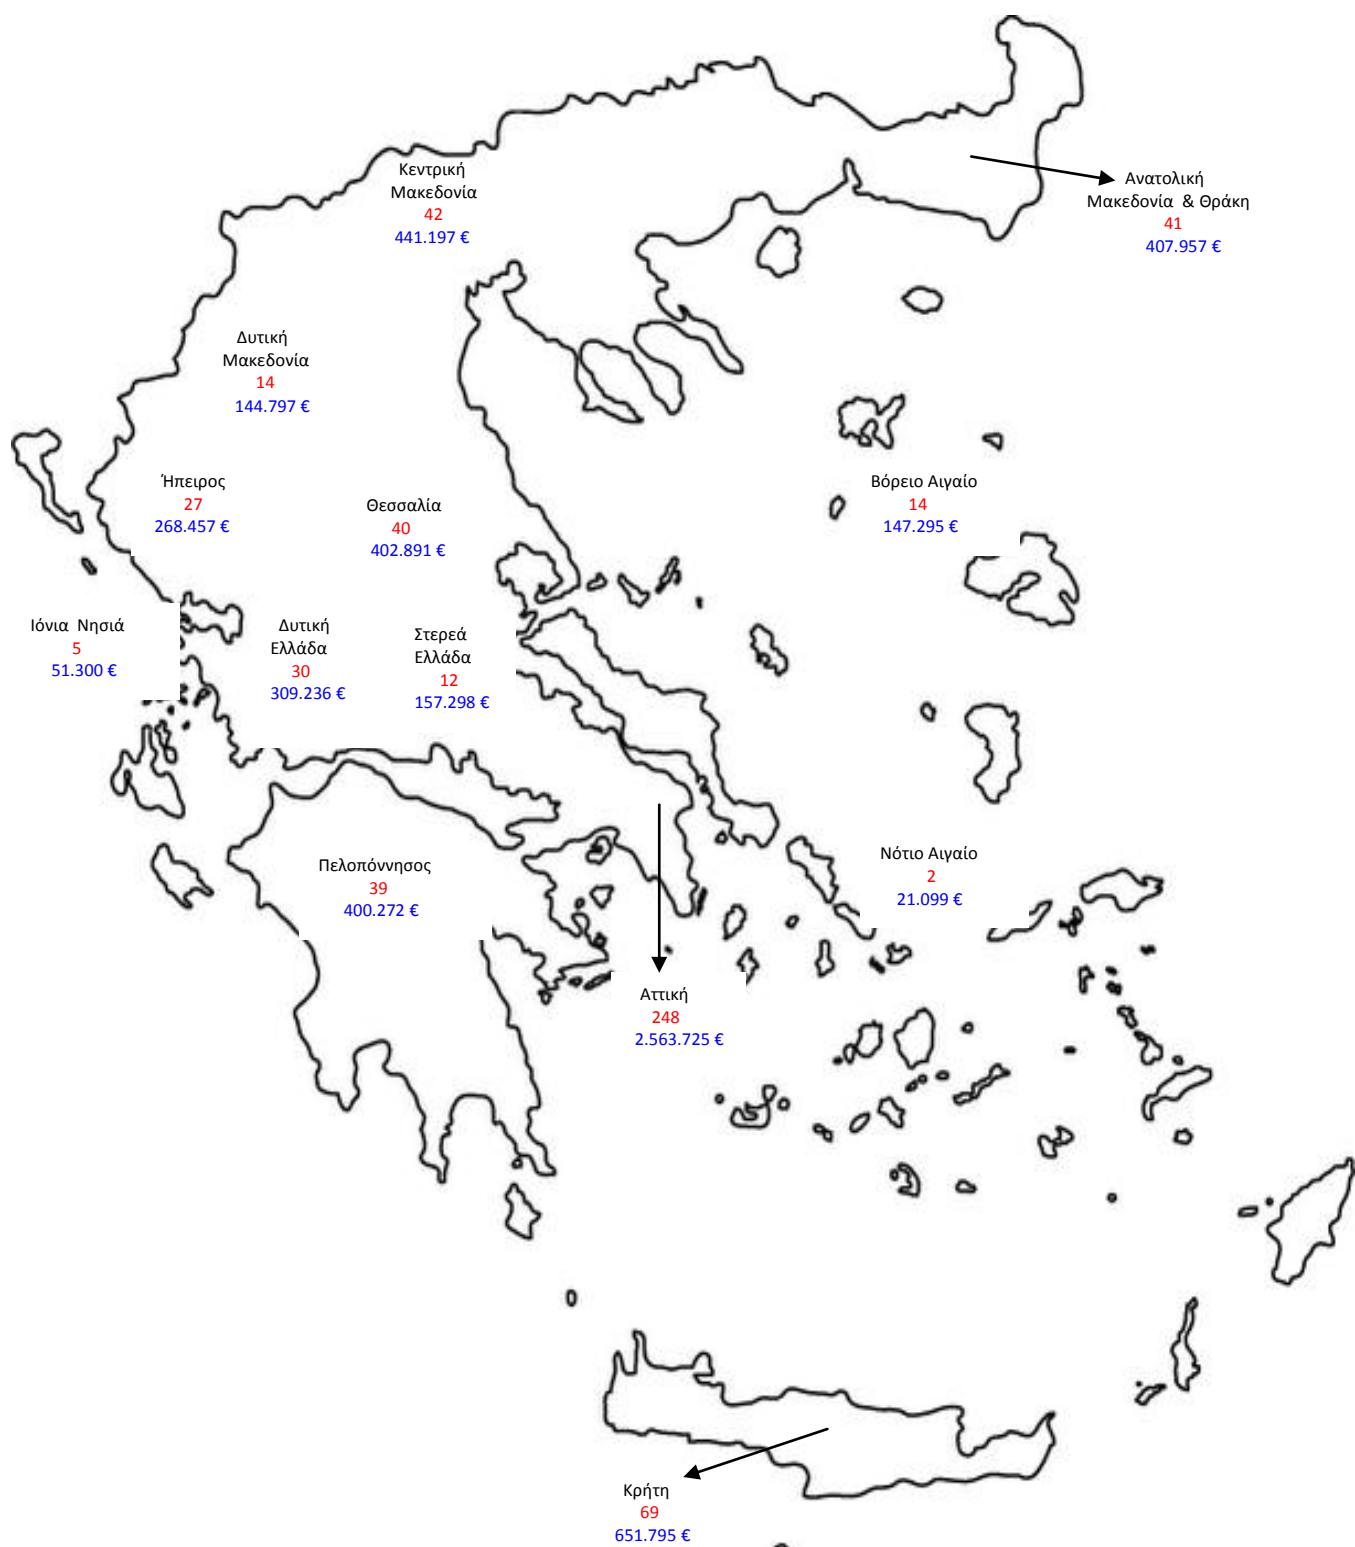 Κεντρική
Μακεδονία
42
441.197 €
Ανατολική
Μακεδονία & Θράκη
41
407.957 €
Δυτική
Μακεδονία
14
144.797 €
Ήπειρος
27
268.457 €
Θεσσαλία
40
402.891 €
Βόρειο Αιγαίο
14
147.295 €
Ιόνια Νησιά
5
51.300 €
Δυτική
Ελλάδα
30
309.236 €
Στερεά
Ελλάδα
12
157.298 €
Πελοπόννησος
39
400.272 €
Νότιο Αιγαίο
2
21.099 €
Αττική
248
2.563.725 €
Κρήτη
69
651.795 €